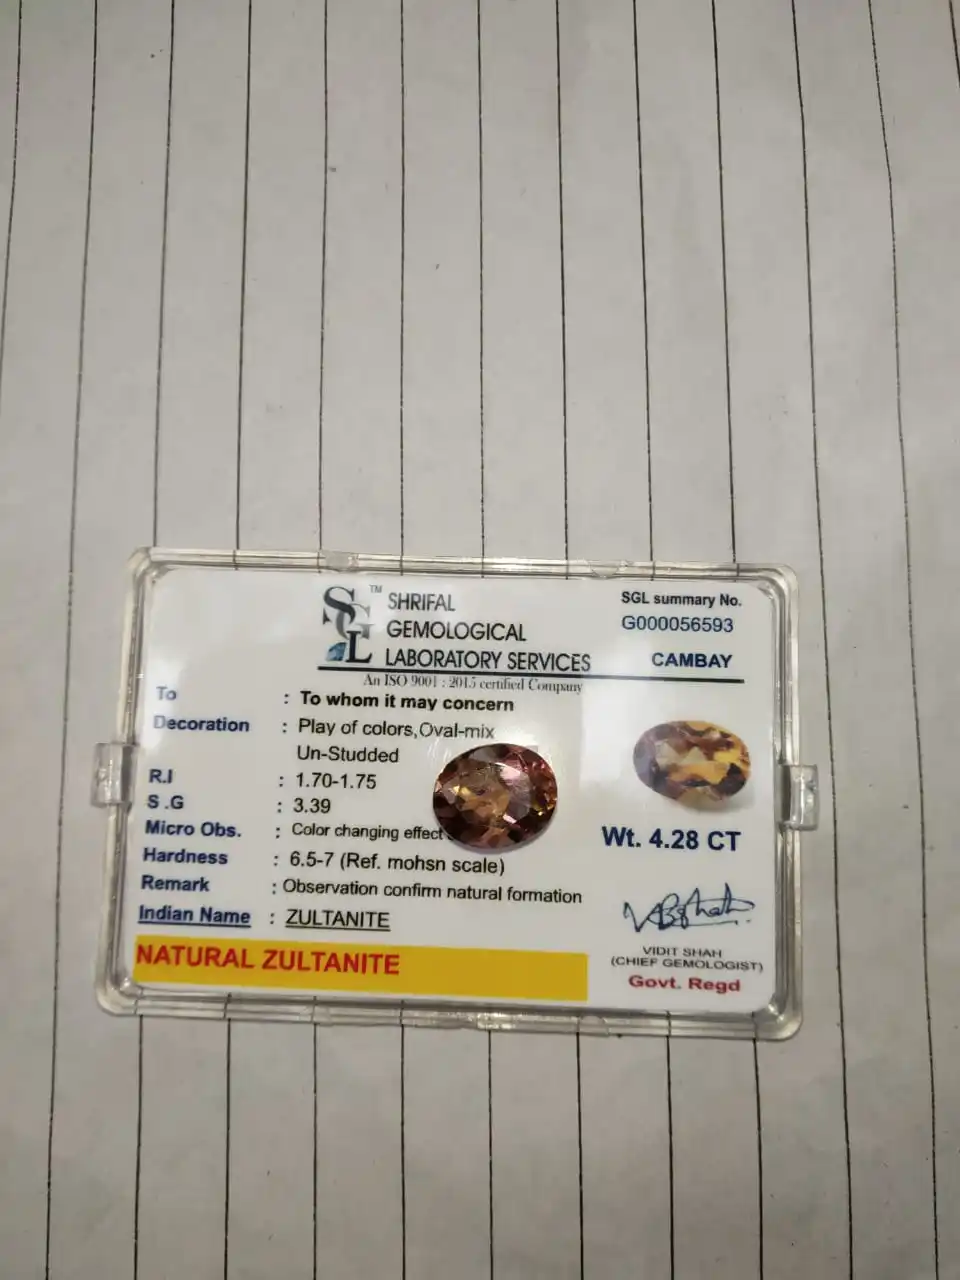 SGL TM
SHRIFAL
GEMOLOGICAL
LABORATORY SERVICES
An ISO 9001 : 2015 certified Company
SGL summary No.
G000056593
CAMBAY
To : To whom it may concern
Decoration : Play of colors,Oval-mix
Un-Studded
R.I : 1.70-1.75
S .G : 3.39
Micro Obs. : Color changing effect
Hardness : 6.5-7 (Ref. mohsn scale)
Remark : Observation confirm natural formation
Indian Name : ZULTANITE
NATURAL ZULTANITE
Wt. 4.28 CT
VIDIT SHAH
(CHIEF GEMOLOGIST)
Govt. Regd